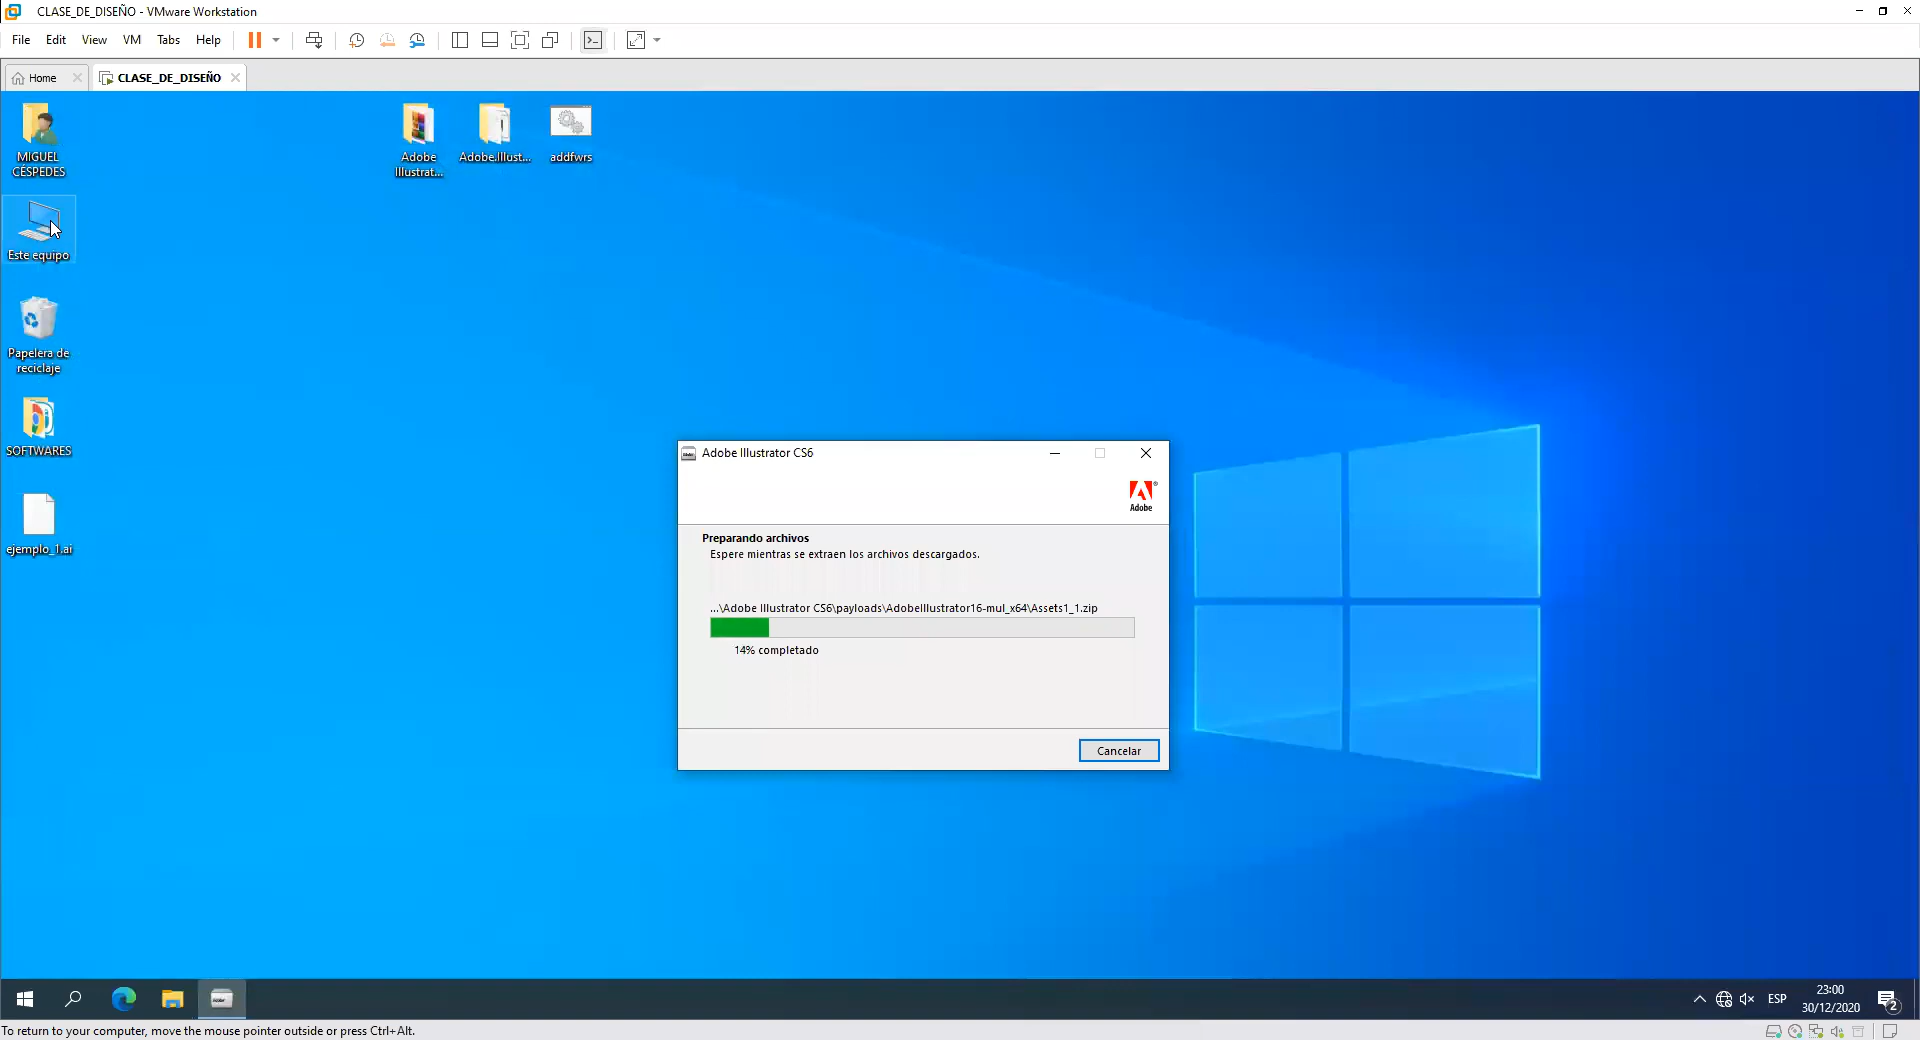 CLASE_DE_DISEÑO - VMware Workstation
File Edit View VM Tabs Help
Home CLASE_DE_DISEÑO
MIGUEL
CÉSPEDES
Adobe
Illustrat...
Adobe.Illust...
addfwrs
Este equipo
Papelera de
reciclaje
SOFTWARES
ejemplo_1.ai
Adobe Illustrator CS6
Adobe
Preparando archivos
Espere mientras se extraen los archivos descargados.
...\Adobe Illustrator CS6\payloads\AdobeIllustrator16-mul_x64\Assets1_1.zip
14% completado
Cancelar
ESP
23:00
30/12/2020
2
To return to your computer, move the mouse pointer outside or press Ctrl+Alt.